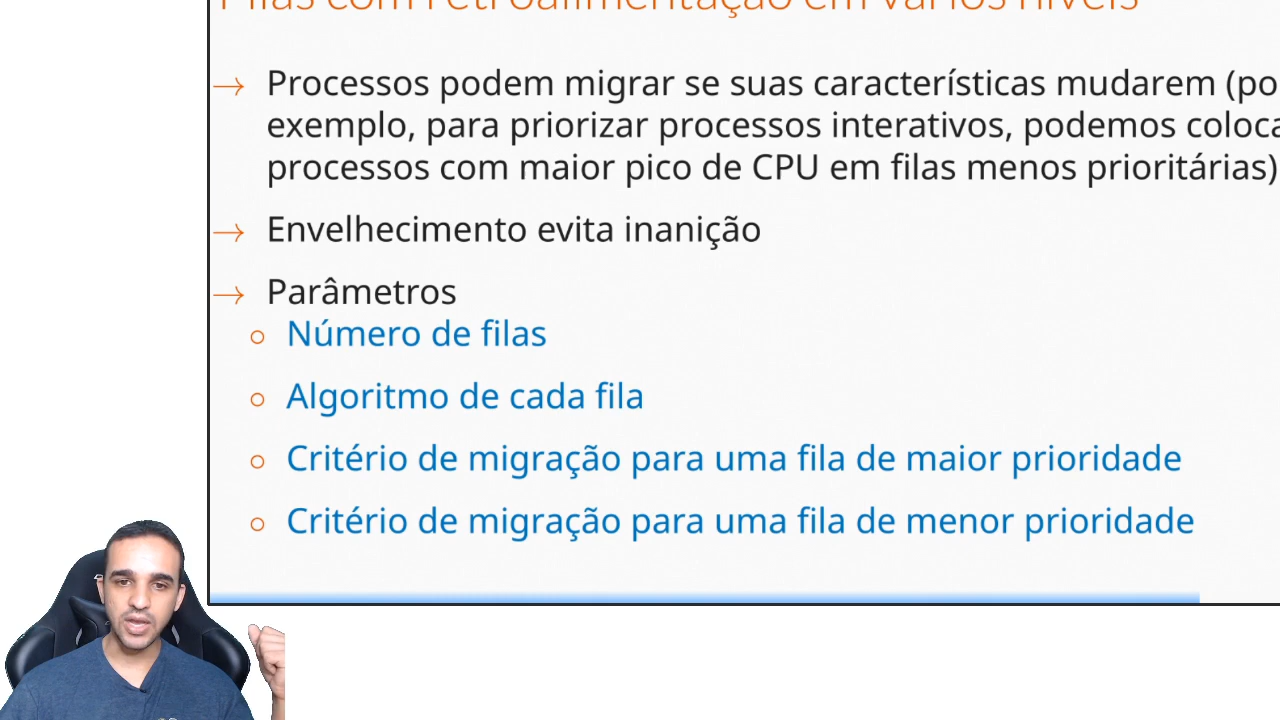 Filas com retroalimentação em vários níveis
→ Processos podem migrar se suas características mudarem (po
exemplo, para priorizar processos interativos, podemos coloca
processos com maior pico de CPU em filas menos prioritárias)
→ Envelhecimento evita inanição
→ Parâmetros
○ Número de filas
○ Algoritmo de cada fila
○ Critério de migração para uma fila de maior prioridade
○ Critério de migração para uma fila de menor prioridade